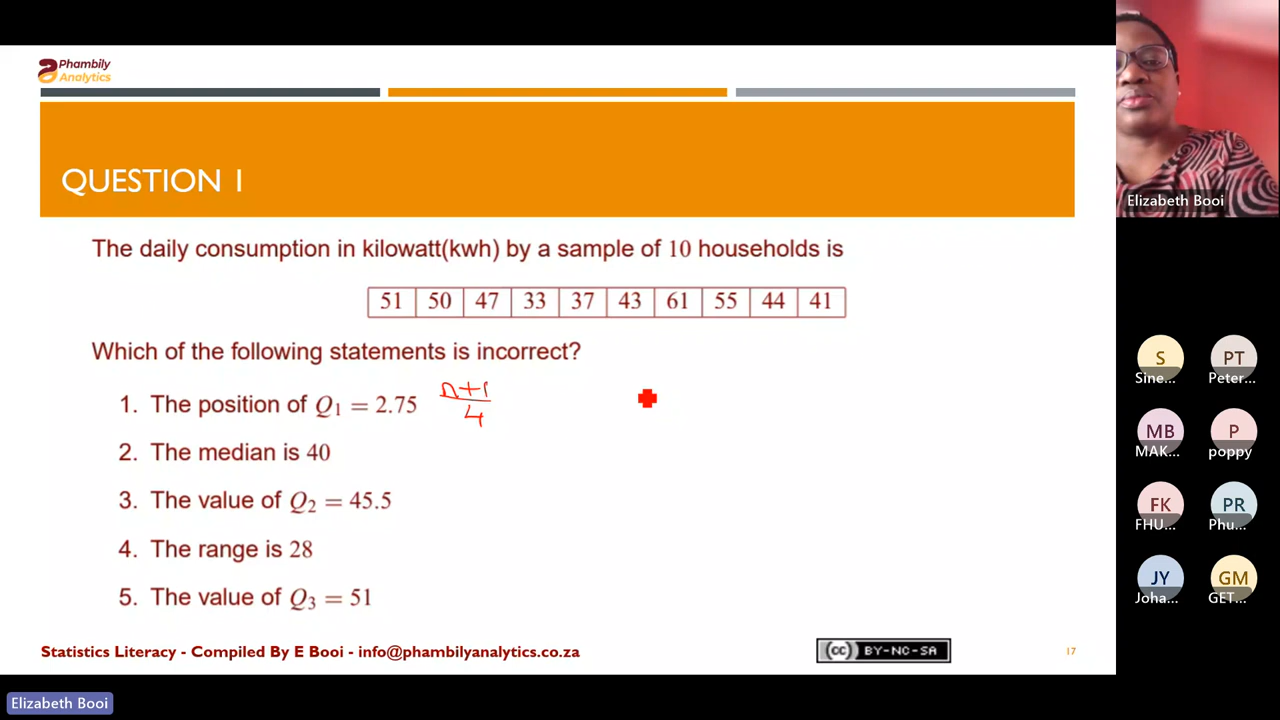 Phambily
Analytics
QUESTION 1
Elizabeth Booi
The daily consumption in kilowatt(kwh) by a sample of 10 households is
51 50 47 33 37 43 61 55 44 41
Which of the following statements is incorrect?
1. The position of Q₁ = 2.75
n+1
4
2. The median is 40
3. The value of Q₂ = 45.5
4. The range is 28
5. The value of Q₃ = 51
S
Sine...
PT
Peter...
MB
MAK...
P
poppy
FK
FHU...
PR
Phu...
JY
Joha...
GM
GET...
Statistics Literacy - Compiled By E Booi - info@phambilyanalytics.co.za
cc BY-NC-SA
17
Elizabeth Booi